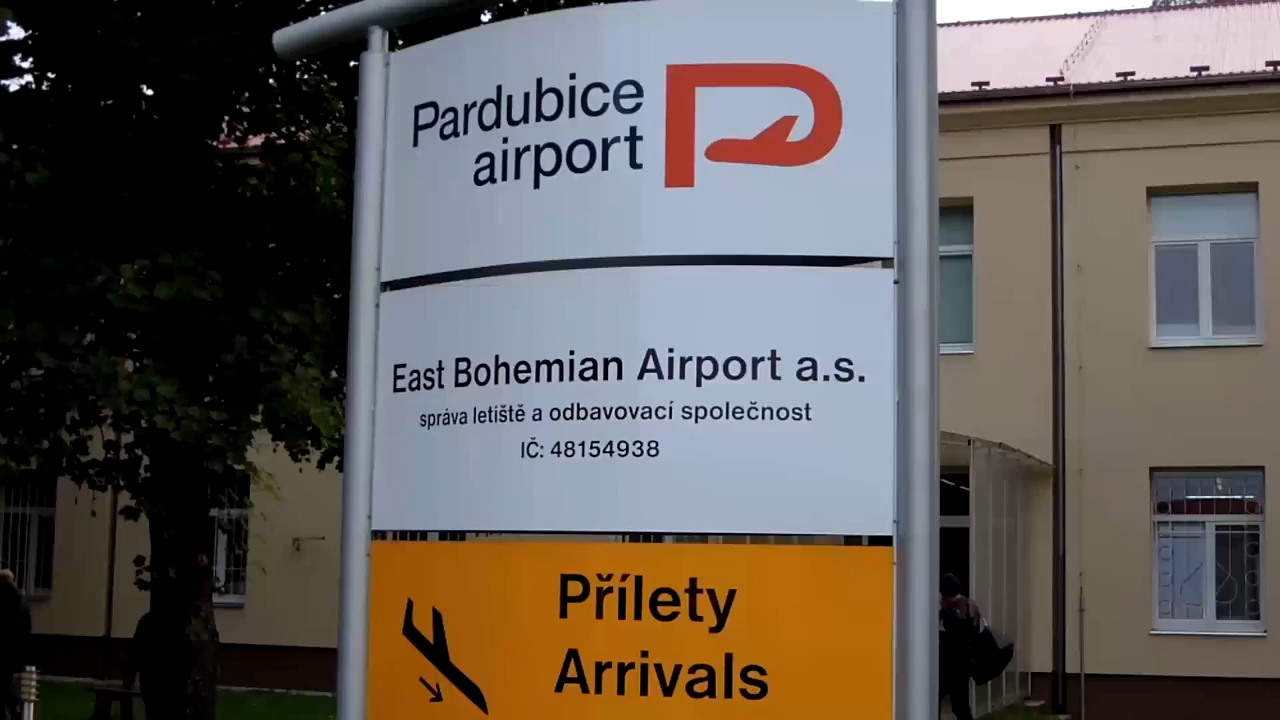 Pardubice
airport
East Bohemian Airport a.s.
správa letiště a odbavovací společnost
IČ: 48154938
Přílety
Arrivals